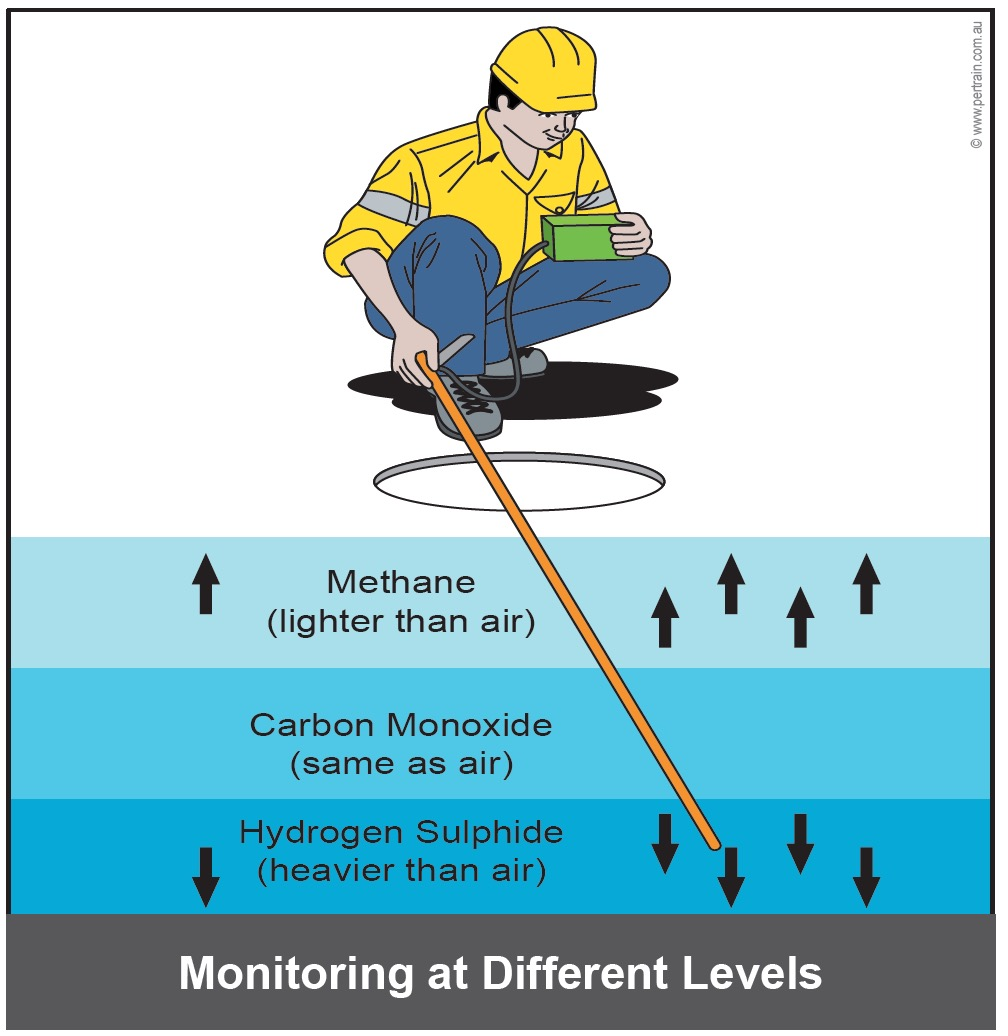 © www.pertrain.com.au
Methane
(lighter than air)
Carbon Monoxide
(same as air)
Hydrogen Sulphide
(heavier than air)
Monitoring at Different Levels